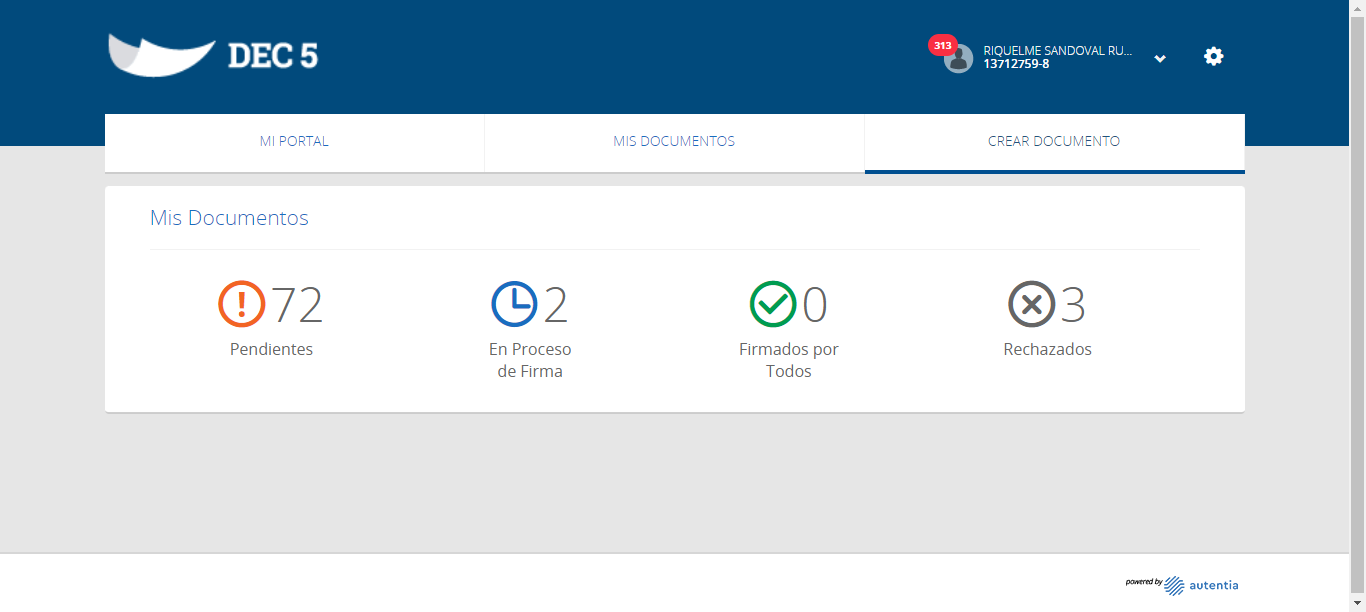 DEC 5
313
RIQUELME SANDOVAL RU...
13712759-8
MI PORTAL
MIS DOCUMENTOS
CREAR DOCUMENTO
Mis Documentos
72
Pendientes
2
En Proceso
de Firma
0
Firmados por
Todos
3
Rechazados
powered by autentia